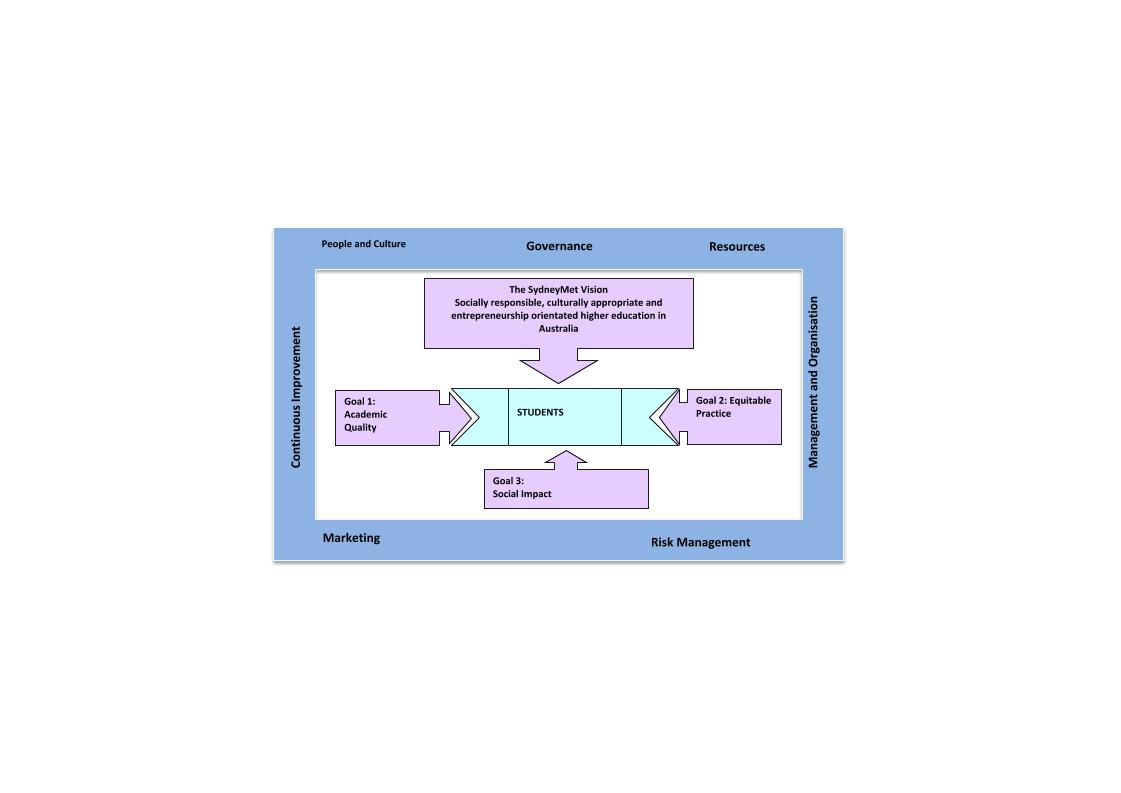 People and Culture
Governance
Resources
The SydneyMet Vision
Socially responsible, culturally appropriate and
entrepreneurship orientated higher education in
Australia
Continuous Improvement
Management and Organisation
Goal 1:
Academic
Quality
STUDENTS
Goal 2: Equitable
Practice
Goal 3:
Social Impact
Marketing
Risk Management